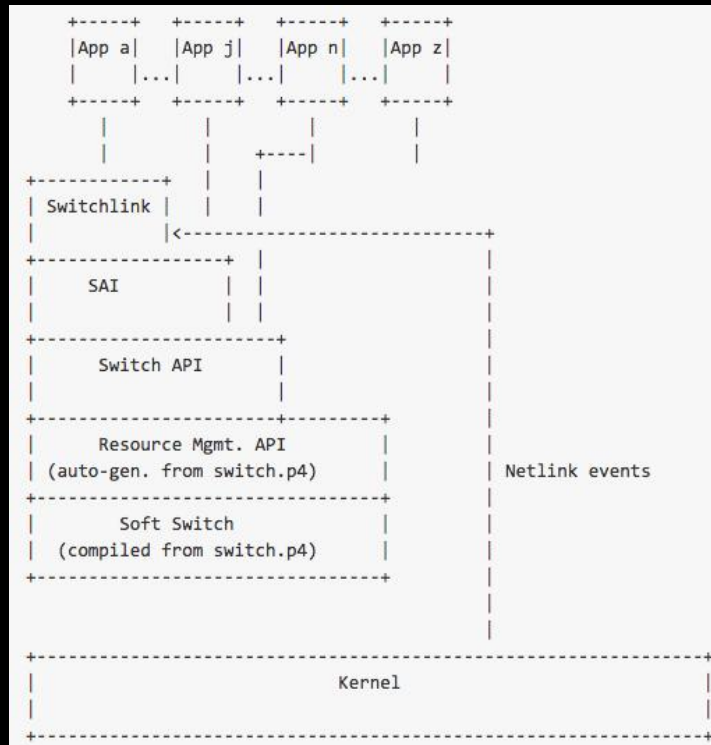 App a App j App n App z
... ... ...
Switchlink
SAI
Switch API
Resource Mgmt. API
(auto-gen. from switch.p4)
Netlink events
Soft Switch
(compiled from switch.p4)
Kernel